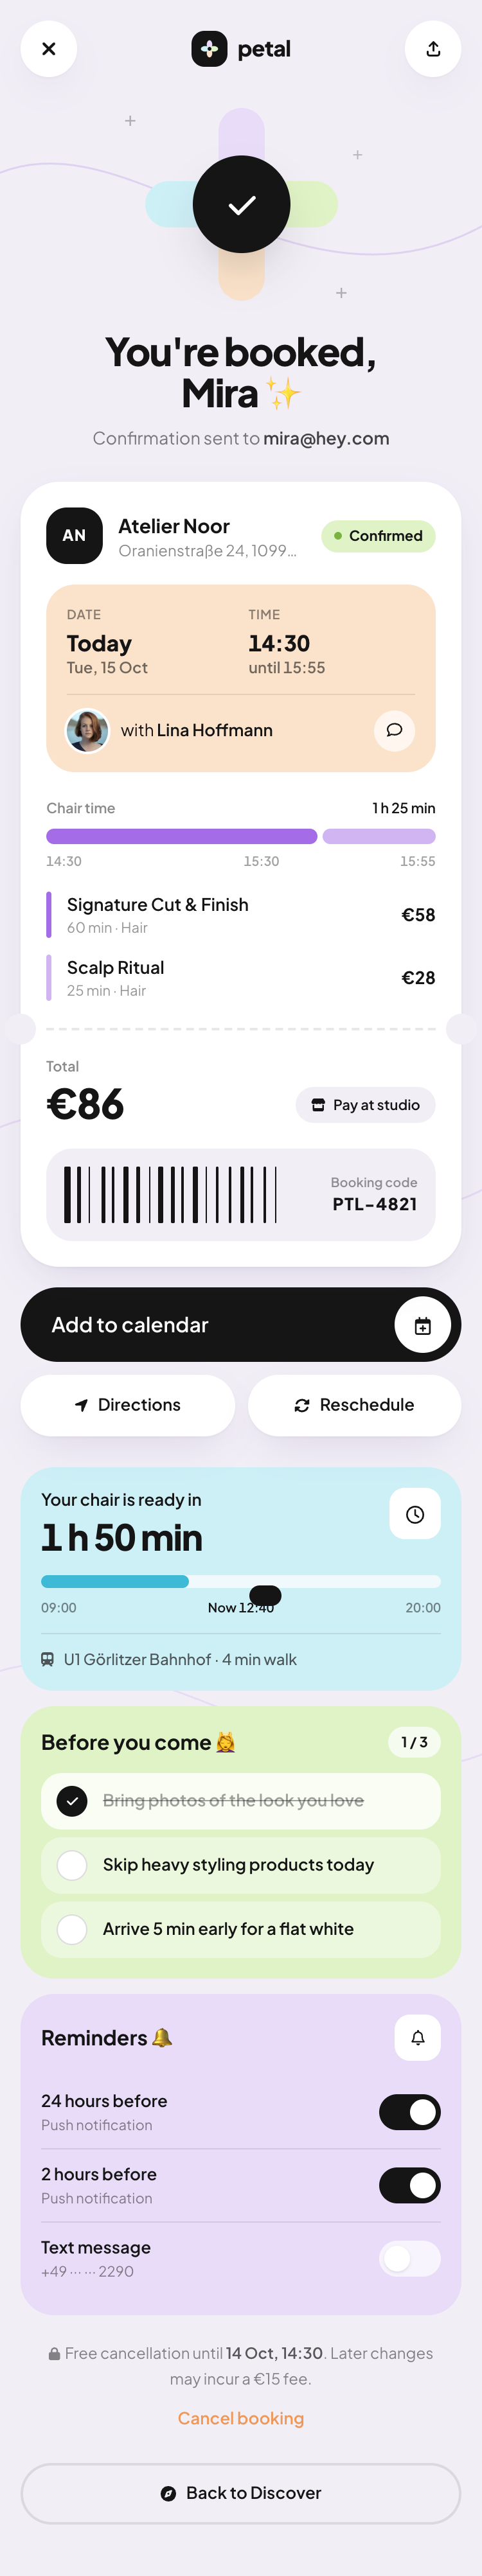 petal
You're booked,
Mira ✨
Confirmation sent to mira@hey.com
AN
Atelier Noor
Oranienstraße 24, 1099...
Confirmed
DATE
TIME
Today
14:30
Tue, 15 Oct
until 15:55
with Lina Hoffmann
Chair time
1 h 25 min
14:30
15:30
15:55
Signature Cut & Finish
60 min · Hair
€58
Scalp Ritual
25 min · Hair
€28
Total
€86
Pay at studio
Booking code
PTL-4821
Add to calendar
Directions
Reschedule
Your chair is ready in
1 h 50 min
09:00
Now 12:40
20:00
U1 Görlitzer Bahnhof · 4 min walk
Before you come 💆
1 / 3
Bring photos of the look you love
Skip heavy styling products today
Arrive 5 min early for a flat white
Reminders 🔔
24 hours before
Push notification
2 hours before
Push notification
Text message
+49 ··· ··· 2290
Free cancellation until 14 Oct, 14:30. Later changes
may incur a €15 fee.
Cancel booking
Back to Discover